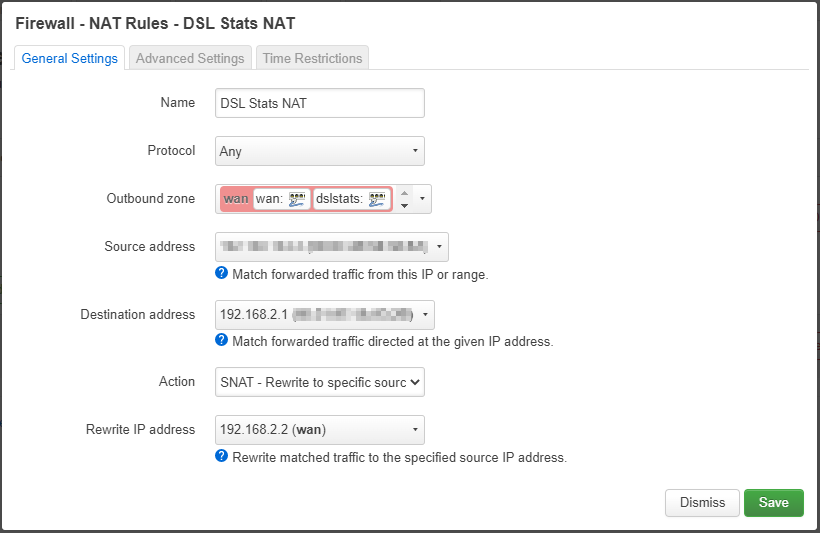 Firewall - NAT Rules - DSL Stats NAT
General Settings
Advanced Settings
Time Restrictions
Name
DSL Stats NAT
Protocol
Any
Outbound zone
wan wan: dslstats:
Source address
Match forwarded traffic from this IP or range.
Destination address
192.168.2.1
Match forwarded traffic directed at the given IP address.
Action
SNAT - Rewrite to specific sourc
Rewrite IP address
192.168.2.2 (wan)
Rewrite matched traffic to the specified source IP address.
Dismiss
Save